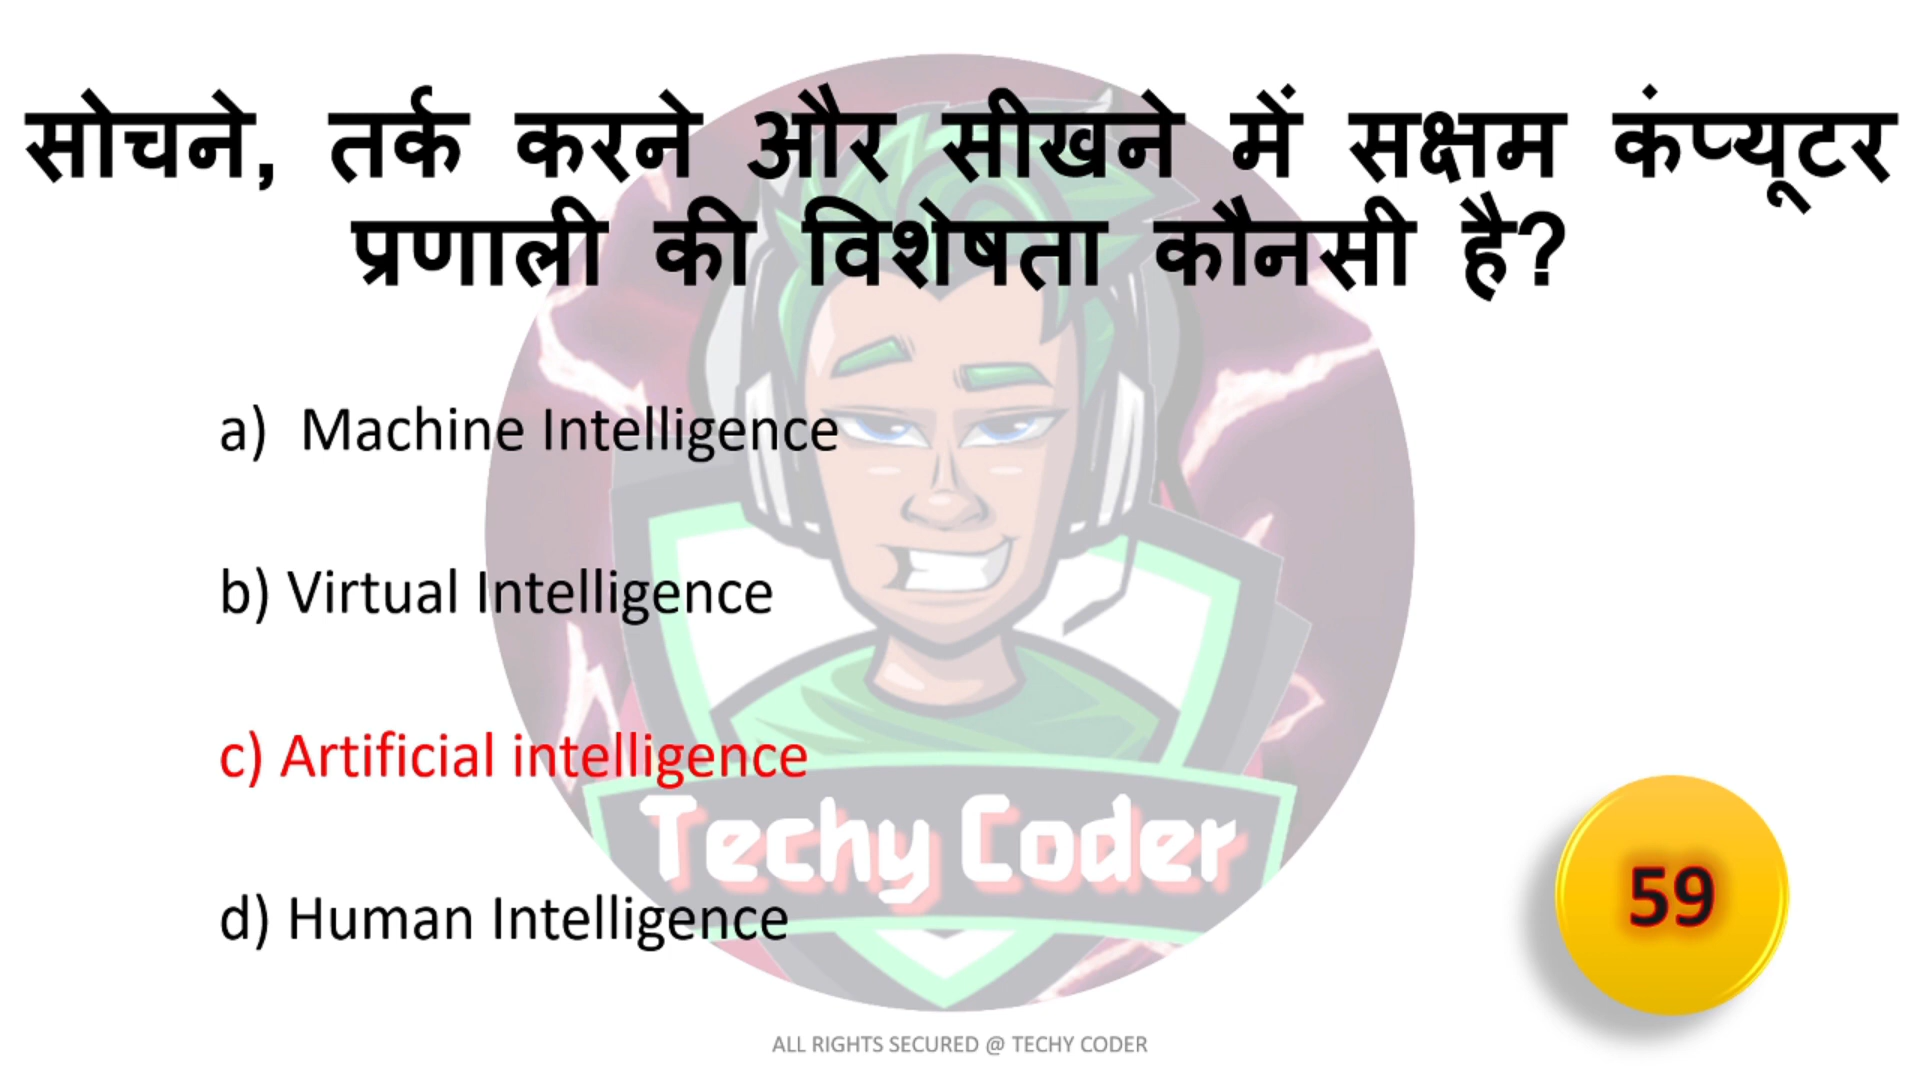 सोचने, तर्क करने और सीखने में सक्षम कंप्यूटर
प्रणाली की विशेषता कौनसी है?
a) Machine Intelligence
b) Virtual Intelligence
c) Artificial intelligence
Techy Coder
d) Human Intelligence
59
ALL RIGHTS SECURED @ TECHY CODER